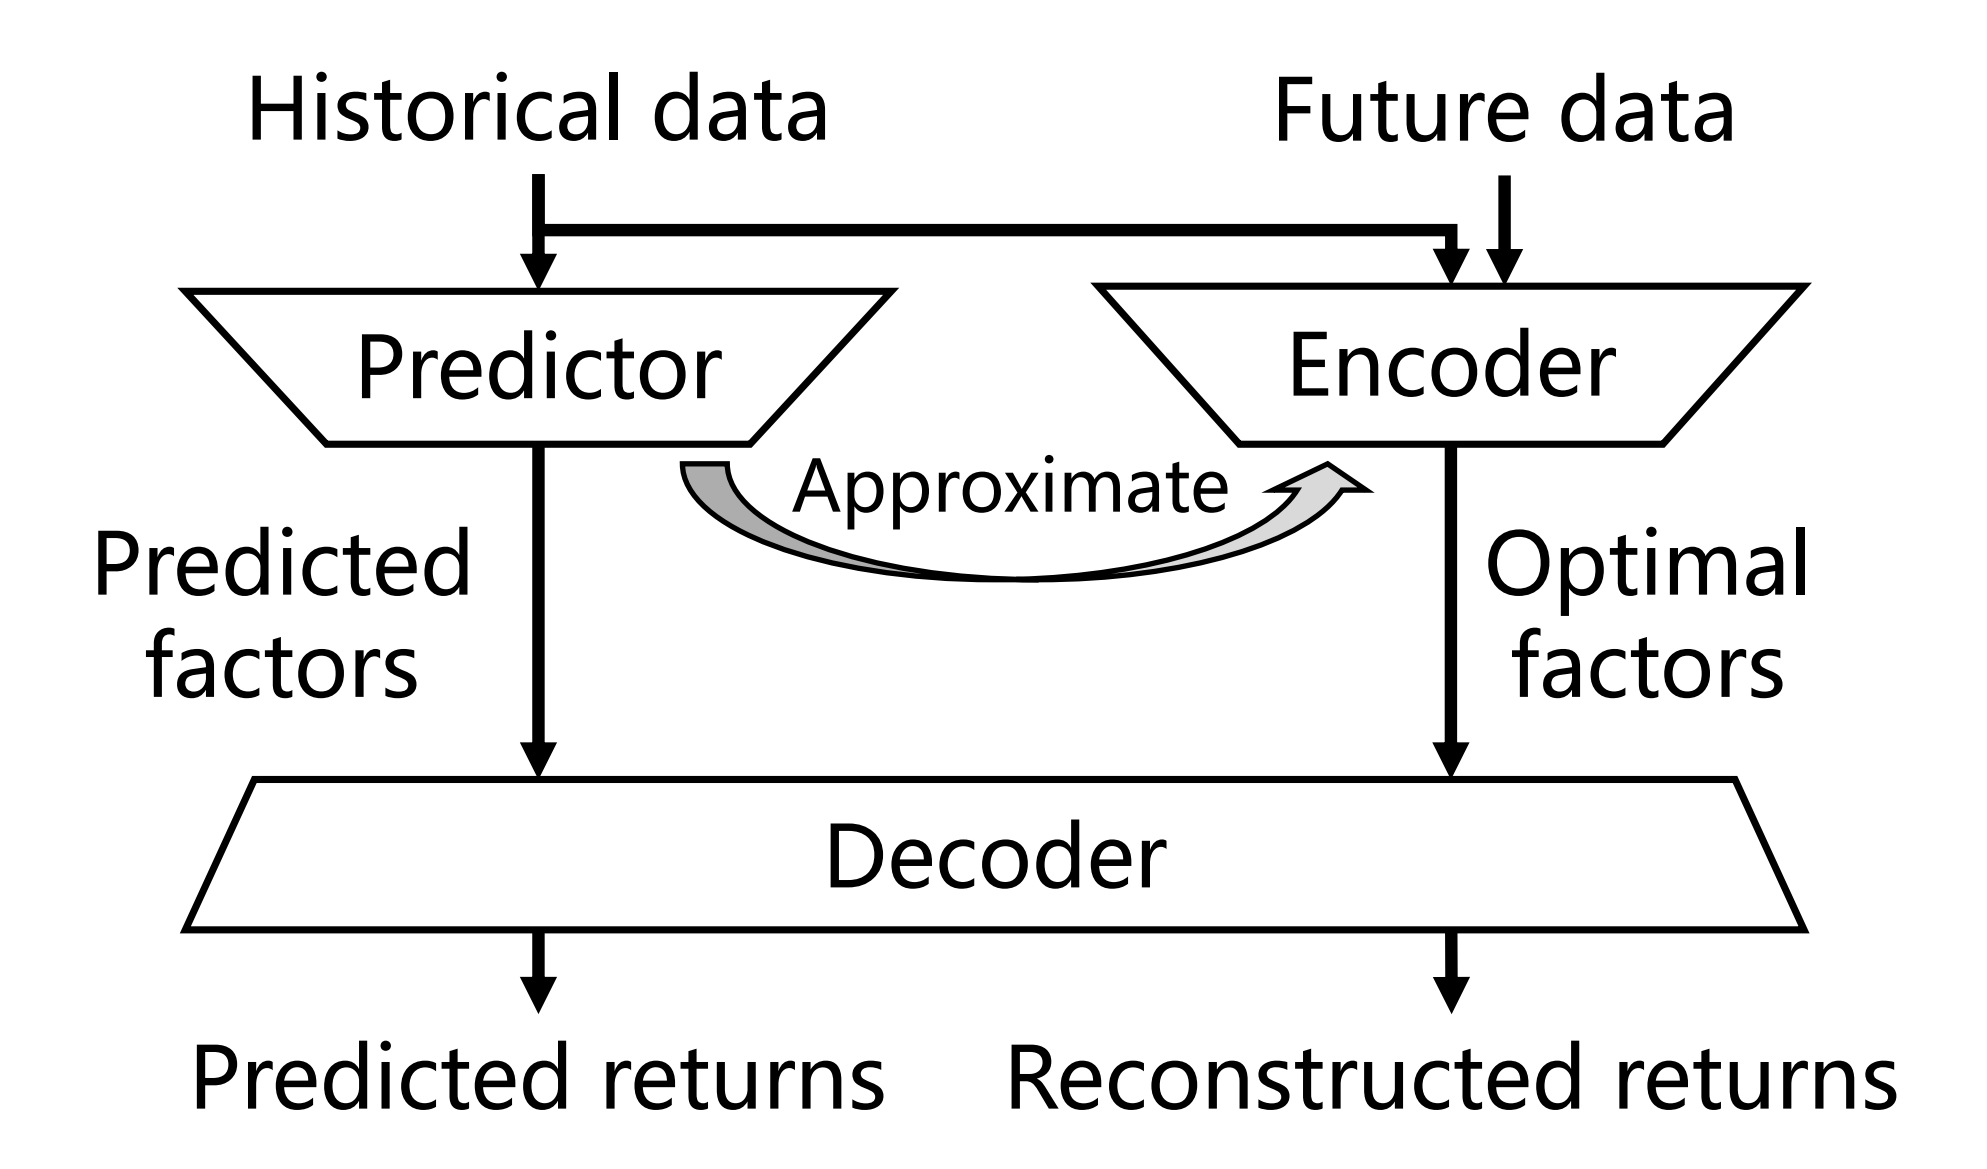 Historical data
Future data
Predictor
Encoder
Approximate
Predicted
factors
Optimal
factors
Decoder
Predicted returns
Reconstructed returns